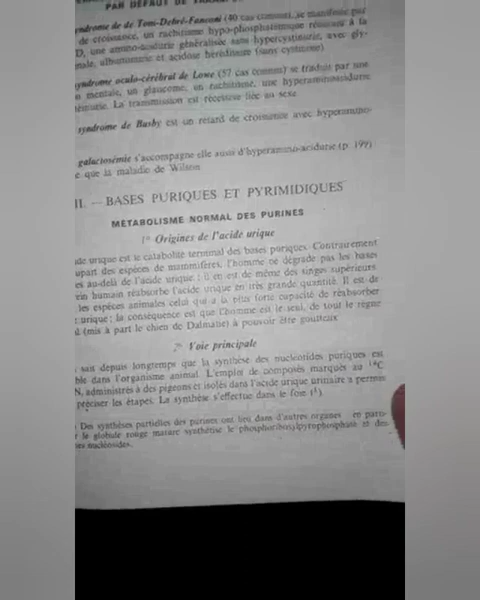 PAR DÉFAUT DE
yndrome de de Toni-Debré-Fanconi (40 cas connus), se manifeste par
de croissance, un rachitisme hypo-phosphatémique résistant à la
D, une amino-acidurie généralisée sans hypercystinurie, avec gly-
male, albuminurie et acidose hyperchlorée (sans cystinose)
yndrome oculo-cérébral de Lowe (57 cas connus) se traduit par une
n mentale, un glaucome, un rachitisme, une hyperaminoacidurie
téinurie. La transmission est récessive liée au sexe
syndrome de Busby est un retard de croissance avec hyperamino-
galactosémie s'accompagne elle aussi d'hyperamino-acidurie (p. 199)
e que la maladie de Wilson
II. — BASES PURIQUES ET PYRIMIDIQUES
MÉTABOLISME NORMAL DES PURINES
1° Origines de l'acide urique
ide urique est le catabolite terminal des bases puriques. Contrairement
upart des espèces de mammifères, l'homme ne dégrade pas les bases
es au-delà de l'acide urique ; il en est de même des singes supérieurs.
ein humain réabsorbe l'acide urique en très grande quantité. Il est de
les espèces animales celui qui a la plus forte capacité de réabsorber
urique ; la conséquence est que l'homme est le seul, de tout le règne
l (mis à part le chien de Dalmatie) à pouvoir être goutteux
2° Voie principale
sait depuis longtemps que la synthèse des nucléotides puriques est
ble dans l'organisme animal. L'emploi de composés marqués au ¹⁴C
N, administrés à des pigeons et isolés dans l'acide urique urinaire a permis
préciser les étapes. La synthèse s'effectue dans le foie (¹)
Des synthèses partielles des purines ont lieu dans d'autres organes en parti-
r le globule rouge mature synthétise le phosphoribosylpyrophosphate et des
nes nucléosides.